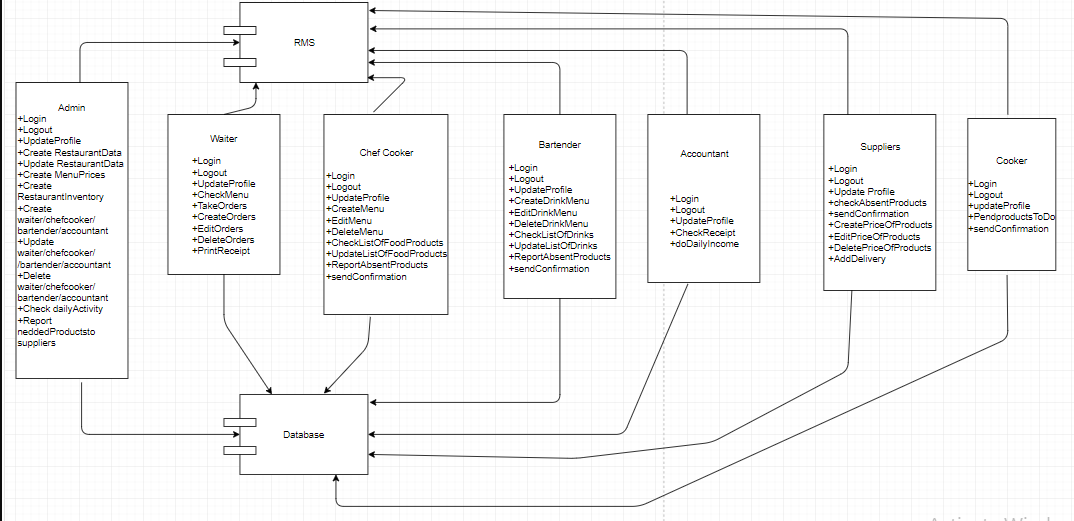 RMS
Admin
+Login
+Logout
+UpdateProfile
+Create RestaurantData
+Update RestaurantData
+Create MenuPrices
+Create
RestaurantInventory
+Create
waiter/chefcooker/
bartender/accountant
+Update
waiter/chefcooker/
/bartender/accountant
+Delete
waiter/chefcooker/
bartender/accountant
+Check dailyActivity
+Report
neddedProductsto
suppliers
Waiter
+Login
+Logout
+UpdateProfile
+CheckMenu
+TakeOrders
+CreateOrders
+EditOrders
+DeleteOrders
+PrintReceipt
Chef Cooker
+Login
+Logout
+UpdateProfile
+CreateMenu
+EditMenu
+DeleteMenu
+CheckListOfFoodProducts
+UpdateListOfFoodProducts
+ReportAbsentProducts
+sendConfirmation
Bartender
+Login
+Logout
+UpdateProfile
+CreateDrinkMenu
+EditDrinkMenu
+DeleteDrinkMenu
+CheckListOfDrinks
+UpdateListOfDrinks
+ReportAbsentProducts
+sendConfirmation
Accountant
+Login
+Logout
+UpdateProfile
+CheckReceipt
+doDailyIncome
Suppliers
+Login
+Logout
+Update Profile
+checkAbsentProducts
+sendConfirmation
+CreatePriceOfProducts
+EditPriceOfProducts
+DeletePriceOfProducts
+AddDelivery
Cooker
+Login
+Logout
+updateProfile
+PendproductsToDo
+sendConfirmation
Database